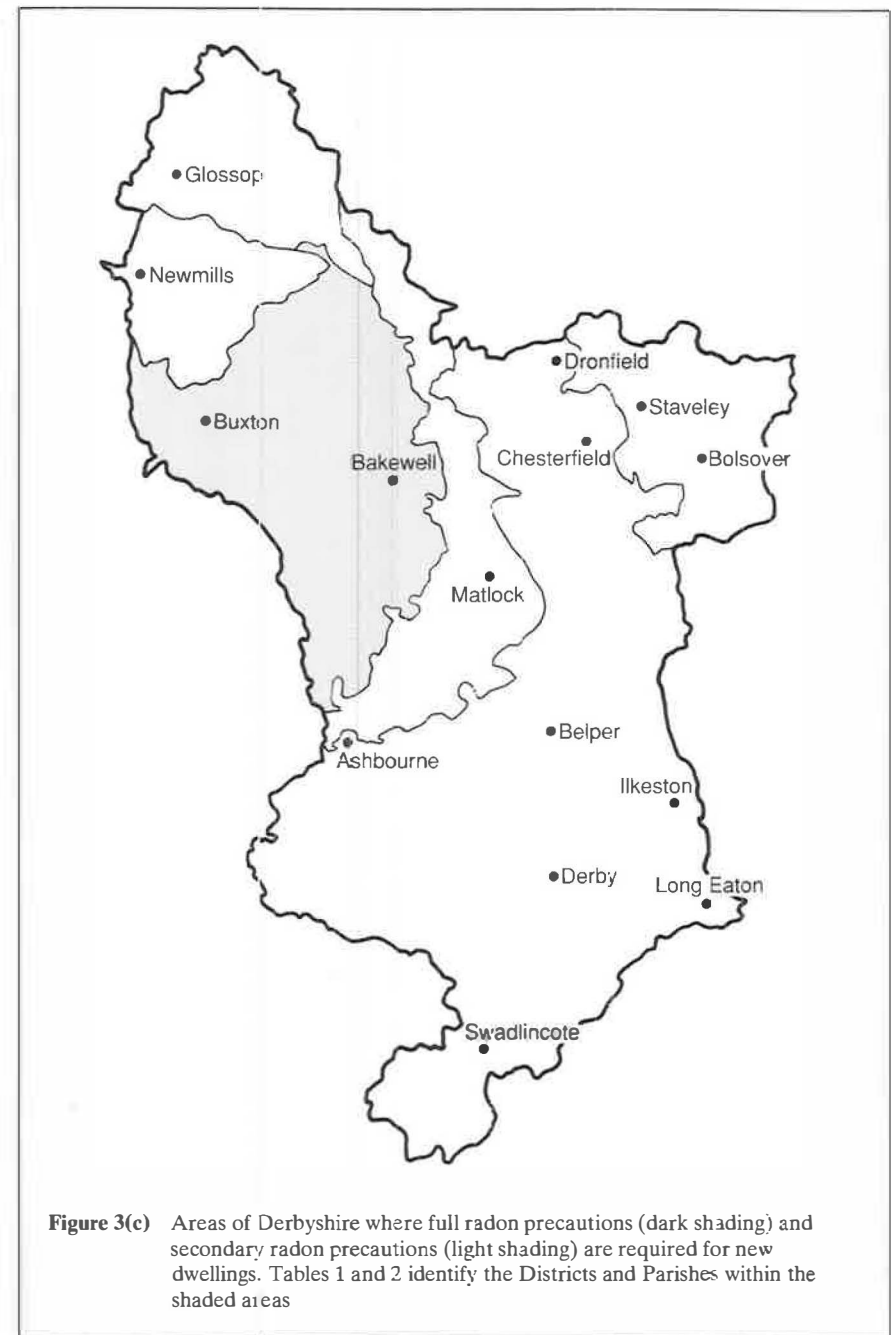 Glossop
Newmills
Dronfield
Staveley
Buxton
Chesterfield
Bolsover
Bakewell
Matlock
Belper
Ashbourne
Ilkeston
Derby
Long Eaton
Swadlincote
Figure 3(c) Areas of Derbyshire where full radon precautions (dark shading) and
secondary radon precautions (light shading) are required for new
dwellings. Tables 1 and 2 identify the Districts and Parishes within the
shaded areas